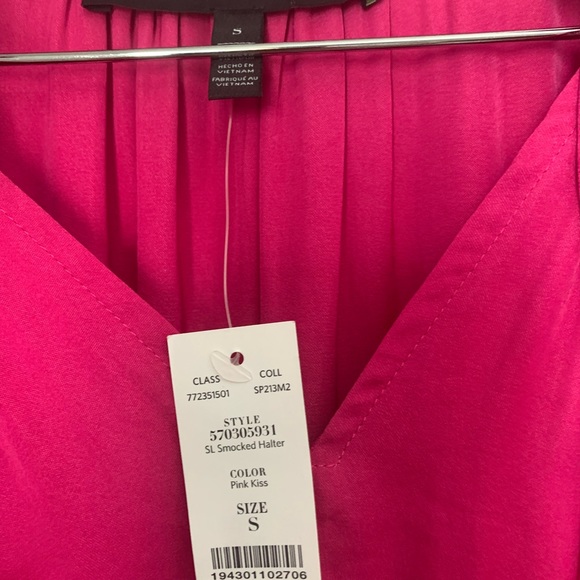 S
HECHO EN
VIETNAM
FABRIQUÉ AU
VIETNAM
CLASS COLL
772351501 SP213M2
STYLE
570305931
SL Smocked Halter
COLOR
Pink Kiss
SIZE
S
194301102706